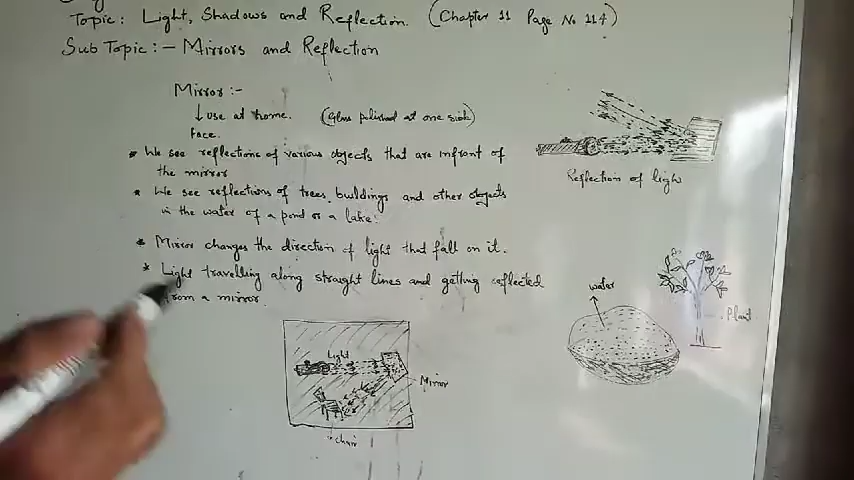 Topic: Light, Shadows and Reflection. (Chapter 11 Page No 114)
Sub Topic :- Mirrors and Reflection
Mirror :-
↓ Use at home. (Glass polished at one side)
Face.
* We see reflections of various objects that are infront of
the mirror
* We see reflections of trees, buildings and other objects
in the water of a pond or a lake.
* Mirror changes the direction of light that fall on it.
* Light travelling along straight lines and getting reflected
from a mirror.
Reflection of light
water
Plant
Light
Mirror
chair